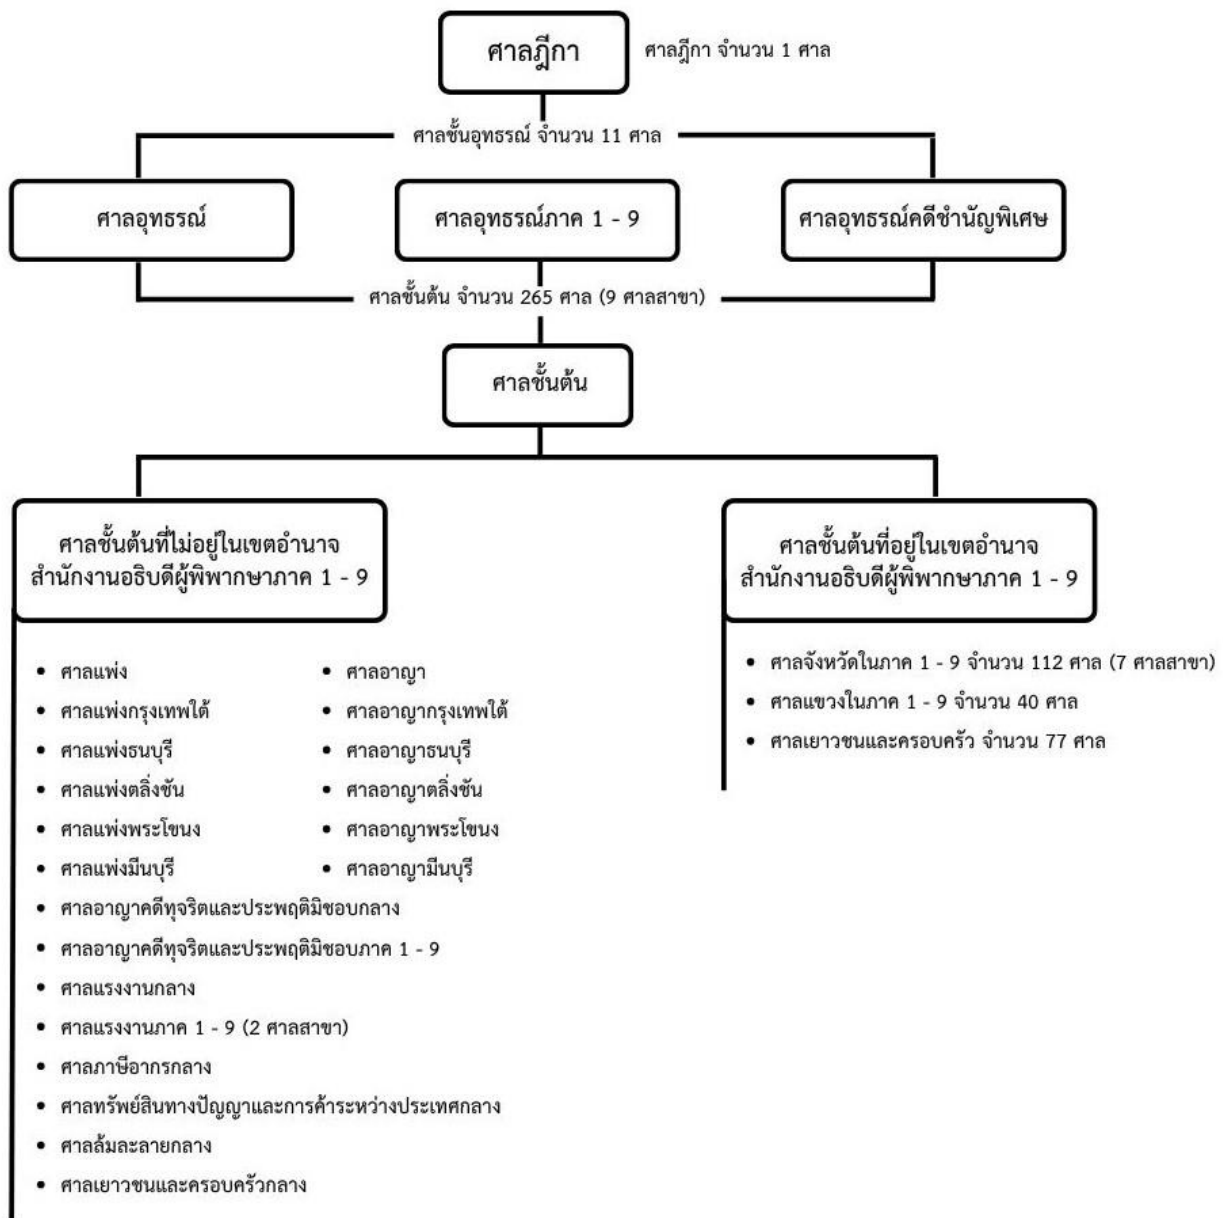 ศาลฎีกา
ศาลฎีกา จำนวน 1 ศาล
ศาลชั้นอุทธรณ์ จำนวน 11 ศาล
ศาลอุทธรณ์
ศาลอุทธรณ์ภาค 1 - 9
ศาลอุทธรณ์คดีชำนัญพิเศษ
ศาลชั้นต้น จำนวน 265 ศาล (9 ศาลสาขา)
ศาลชั้นต้น
ศาลชั้นต้นที่ไม่อยู่ในเขตอำนาจ
สำนักงานอธิบดีผู้พิพากษาภาค 1 - 9
• ศาลแพ่ง
• ศาลแพ่งกรุงเทพใต้
• ศาลแพ่งธนบุรี
• ศาลแพ่งตลิ่งชัน
• ศาลแพ่งพระโขนง
• ศาลแพ่งมีนบุรี
• ศาลอาญา
• ศาลอาญากรุงเทพใต้
• ศาลอาญาธนบุรี
• ศาลอาญาตลิ่งชัน
• ศาลอาญาพระโขนง
• ศาลอาญามีนบุรี
• ศาลอาญาคดีทุจริตและประพฤติมิชอบกลาง
• ศาลอาญาคดีทุจริตและประพฤติมิชอบภาค 1 - 9
• ศาลแรงงานกลาง
• ศาลแรงงานภาค 1 - 9 (2 ศาลสาขา)
• ศาลภาษีอากรกลาง
• ศาลทรัพย์สินทางปัญญาและการค้าระหว่างประเทศกลาง
• ศาลล้มละลายกลาง
• ศาลเยาวชนและครอบครัวกลาง
ศาลชั้นต้นที่อยู่ในเขตอำนาจ
สำนักงานอธิบดีผู้พิพากษาภาค 1 - 9
• ศาลจังหวัดในภาค 1 - 9 จำนวน 112 ศาล (7 ศาลสาขา)
• ศาลแขวงในภาค 1 - 9 จำนวน 40 ศาล
• ศาลเยาวชนและครอบครัว จำนวน 77 ศาล